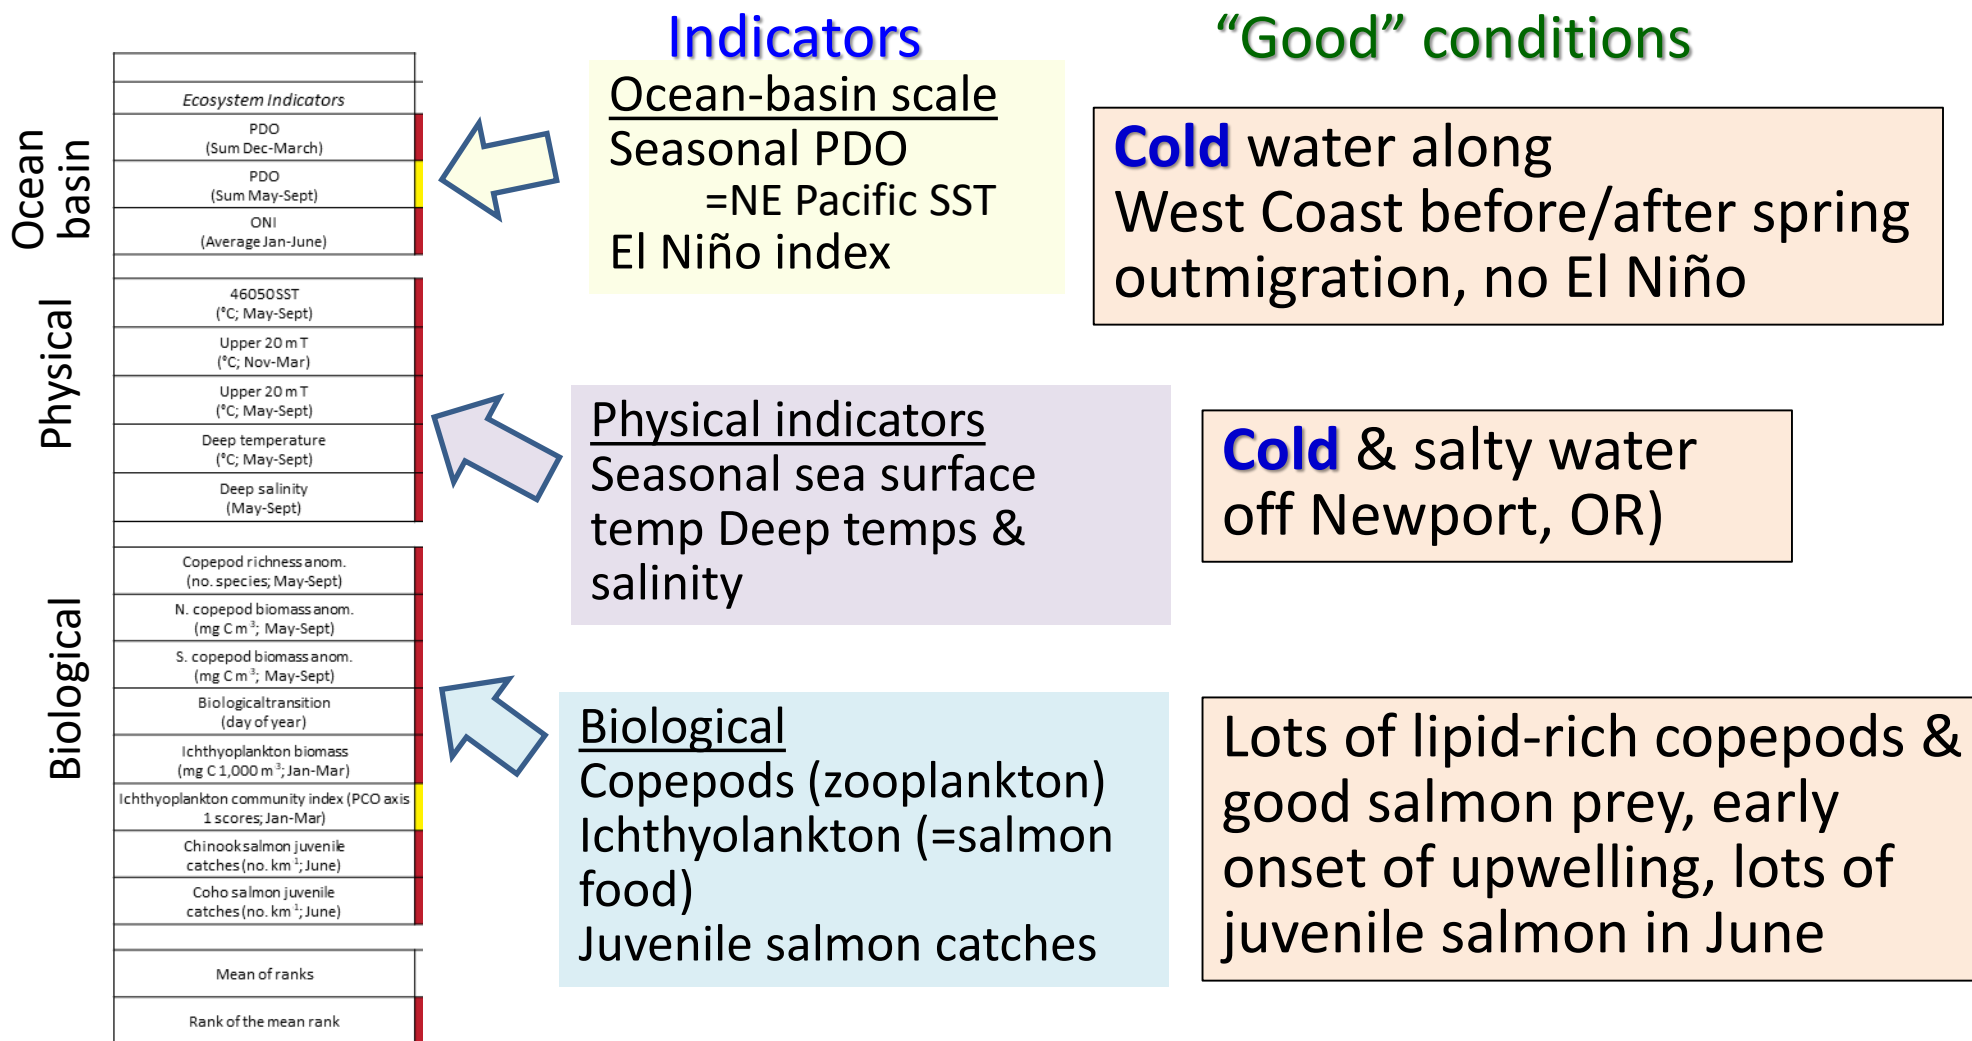 Indicators
“Good” conditions
Ocean
basin
Physical
Biological
Ecosystem Indicators
PDO
(Sum Dec-March)
PDO
(Sum May-Sept)
ONI
(Average Jan-June)
46050 SST
(°C; May-Sept)
Upper 20 m T
(°C; Nov-Mar)
Upper 20 m T
(°C; May-Sept)
Deep temperature
(°C; May-Sept)
Deep salinity
(May-Sept)
Copepod richness anom.
(no. species; May-Sept)
N. copepod biomass anom.
(mg C m⁻³; May-Sept)
S. copepod biomass anom.
(mg C m⁻³; May-Sept)
Biological transition
(day of year)
Ichthyoplankton biomass
(mg C 1,000 m⁻³; Jan-Mar)
Ichthyoplankton community index (PCO axis
1 scores; Jan-Mar)
Chinook salmon juvenile
catches (no. km⁻¹; June)
Coho salmon juvenile
catches (no. km⁻¹; June)
Mean of ranks
Rank of the mean rank
Ocean-basin scale
Seasonal PDO
=NE Pacific SST
El Niño index
Cold water along
West Coast before/after spring
outmigration, no El Niño
Physical indicators
Seasonal sea surface
temp Deep temps &
salinity
Cold & salty water
off Newport, OR)
Biological
Copepods (zooplankton)
Ichthyolankton (=salmon
food)
Juvenile salmon catches
Lots of lipid-rich copepods &
good salmon prey, early
onset of upwelling, lots of
juvenile salmon in June